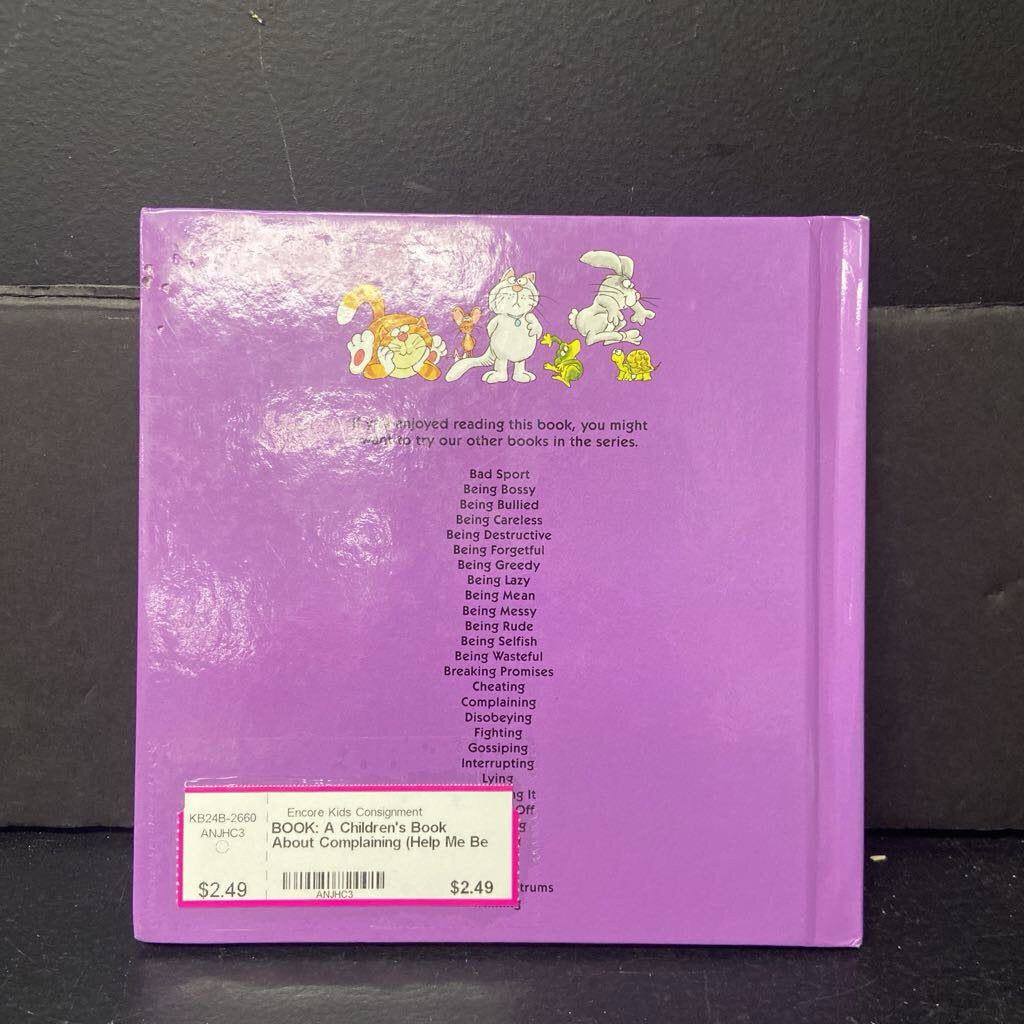 If you enjoyed reading this book, you might
want to try our other books in the series.
Bad Sport
Being Bossy
Being Bullied
Being Careless
Being Destructive
Being Forgetful
Being Greedy
Being Lazy
Being Mean
Being Messy
Being Rude
Being Selfish
Being Wasteful
Breaking Promises
Cheating
Complaining
Disobeying
Fighting
Gossiping
Interrupting
Lying
It
Off
trums
KB24B-2660
ANJHC3
$2.49
Encore Kids Consignment
BOOK: A Children's Book
About Complaining (Help Me Be
ANJHC3
$2.49